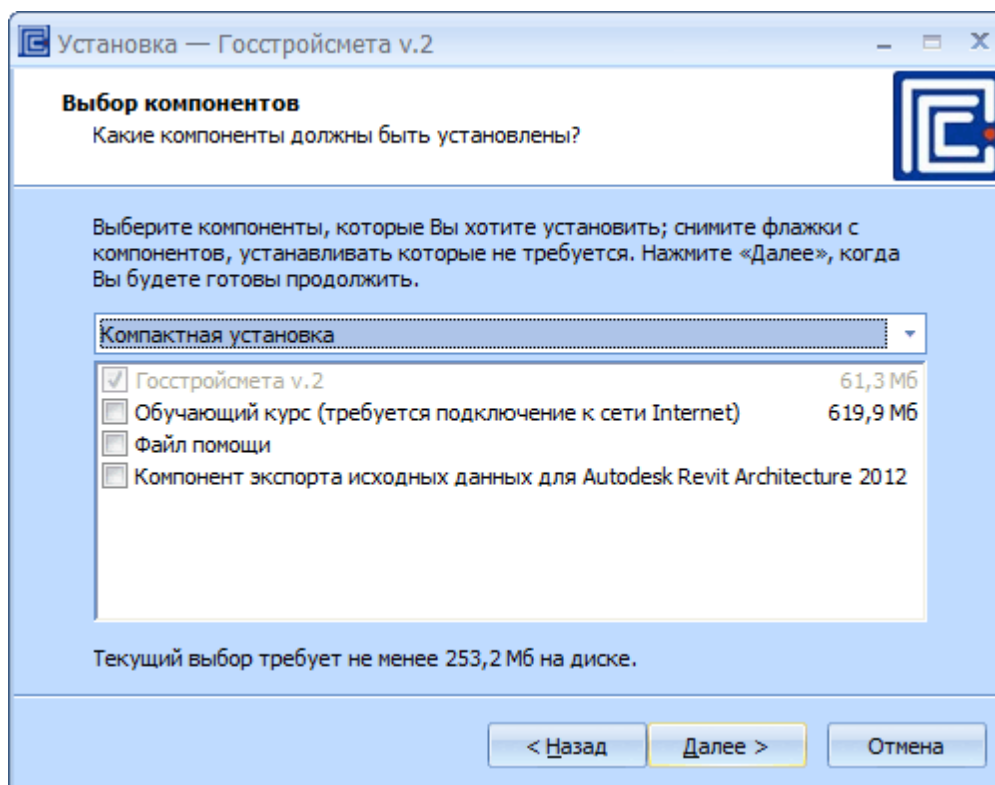 Установка — Госстройсмета v.2
Выбор компонентов
Какие компоненты должны быть установлены?
Выберите компоненты, которые Вы хотите установить; снимите флажки с
компонентов, устанавливать которые не требуется. Нажмите «Далее», когда
Вы будете готовы продолжить.
Компактная установка
Госстройсмета v.2 61,3 Мб
Обучающий курс (требуется подключение к сети Internet) 619,9 Мб
Файл помощи
Компонент экспорта исходных данных для Autodesk Revit Architecture 2012
Текущий выбор требует не менее 253,2 Мб на диске.
< Назад Далее > Отмена